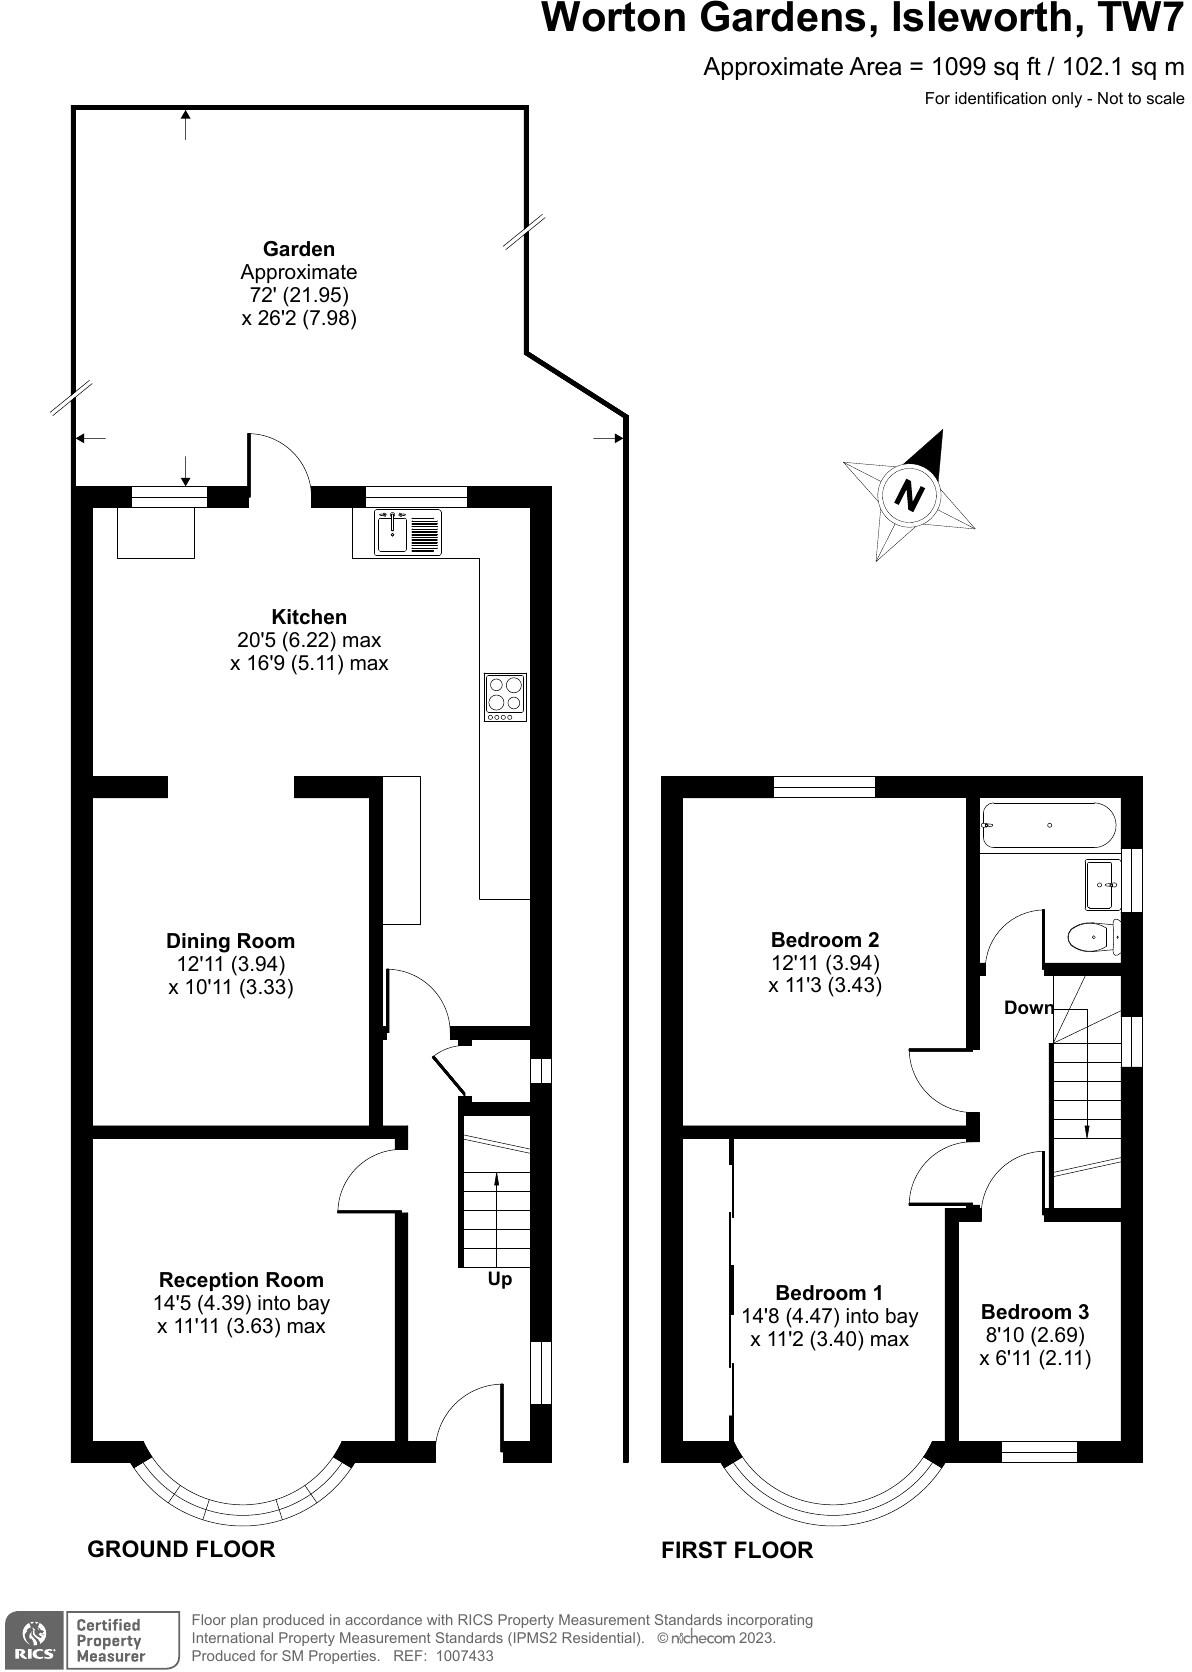 Worton Gardens, Isleworth, TW7
Approximate Area = 1099 sq ft / 102.1 sq m
For identification only - Not to scale
Garden
Approximate
72' (21.95)
x 26'2 (7.98)
N
Kitchen
20'5 (6.22) max
x 16'9 (5.11) max
Dining Room
12'11 (3.94)
x 10'11 (3.33)
Bedroom 2
12'11 (3.94)
x 11'3 (3.43)
Down
Reception Room
14'5 (4.39) into bay
x 11'11 (3.63) max
Up
Bedroom 1
14'8 (4.47) into bay
x 11'2 (3.40) max
Bedroom 3
8'10 (2.69)
x 6'11 (2.11)
GROUND FLOOR
FIRST FLOOR
RICS
Certified
Property
Measurer
Floor plan produced in accordance with RICS Property Measurement Standards incorporating
International Property Measurement Standards (IPMS2 Residential). © nichecom 2023.
Produced for SM Properties. REF: 1007433